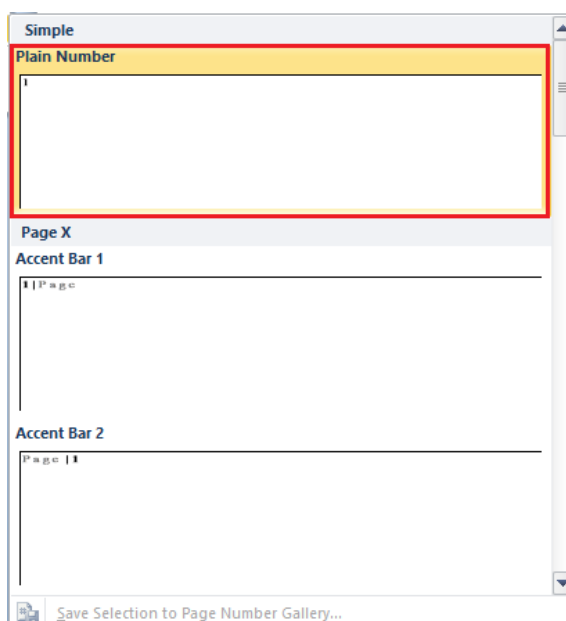 Simple
Plain Number
1
Page X
Accent Bar 1
1|Page
Accent Bar 2
Page |1
Save Selection to Page Number Gallery...